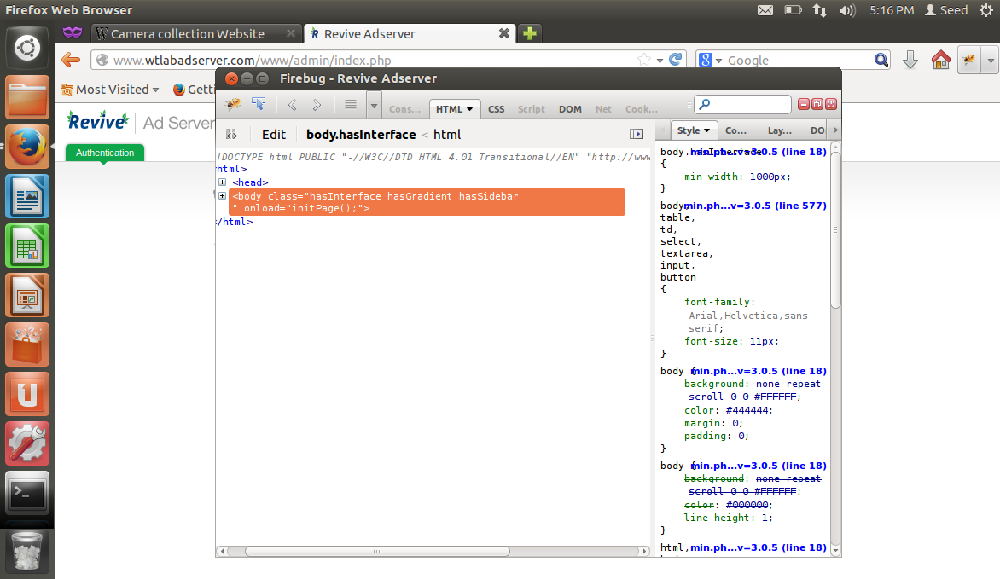 Firefox Web Browser
5:16 PM
Seed
Camera collection Website
Revive Adserver
www.wtlabadserver.com/www/admin/index.php
Google
Most Visited
Getti
Firebug - Revive Adserver
Cons...
HTML
CSS
Script
DOM
Net
Cook...
Revive
Ad Server
Authentication
Edit
body.hasInterface < html
Style
Co...
Lay...
DO
!DOCTYPE html PUBLIC "-//W3C//DTD HTML 4.01 Transitional//EN" "http://www
html>
<head>
<body class="hasInterface hasGradient hasSidebar
" onload="initPage();">
/html>
body.hasInterface min.ph...v=3.0.5 (line 18)
{
min-width: 1000px;
}
body, min.ph...v=3.0.5 (line 577)
table,
td,
select,
textarea,
input,
button
{
font-family:
Arial,Helvetica,sans-
serif;
font-size: 11px;
}
body { min.ph...v=3.0.5 (line 18)
background: none repeat
scroll 0 0 #FFFFFF;
color: #444444;
margin: 0;
padding: 0;
}
body { min.ph...v=3.0.5 (line 18)
background: none repeat
scroll 0 0 #FFFFFF;
color: #000000;
line-height: 1;
}
html, min.ph...v=3.0.5 (line 18)